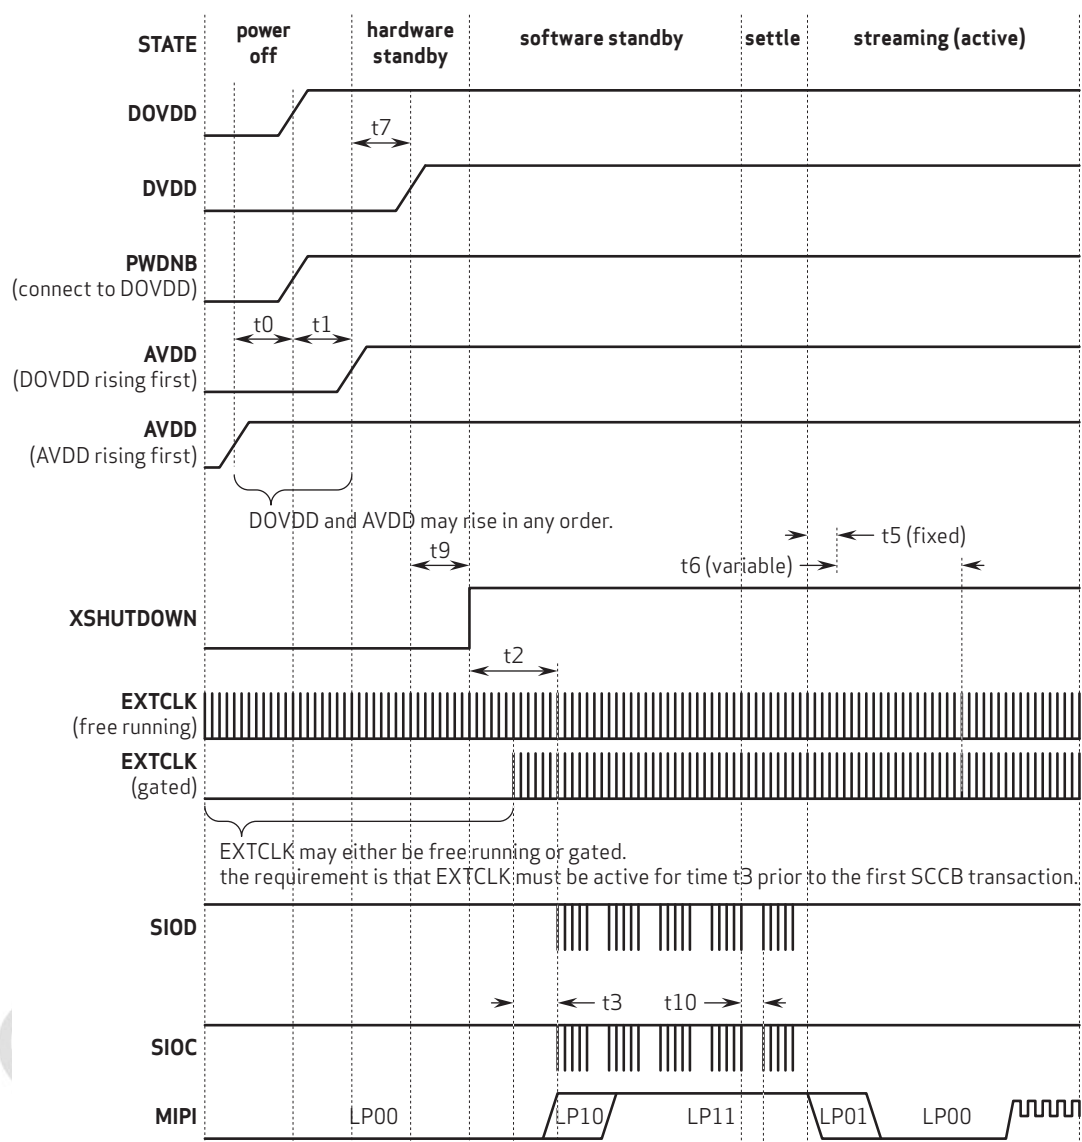 STATE
power
off
hardware
standby
software standby
settle
streaming (active)
DOVDD
t7
DVDD
PWDNB
(connect to DOVDD)
t0
t1
AVDD
(DOVDD rising first)
AVDD
(AVDD rising first)
DOVDD and AVDD may rise in any order.
t5 (fixed)
t9
t6 (variable)
XSHUTDOWN
t2
EXTCLK
(free running)
EXTCLK
(gated)
EXTCLK may either be free running or gated.
the requirement is that EXTCLK must be active for time t3 prior to the first SCCB transaction.
SIOD
t3
t10
SIOC
MIPI
LP00
LP10
LP11
LP01
LP00